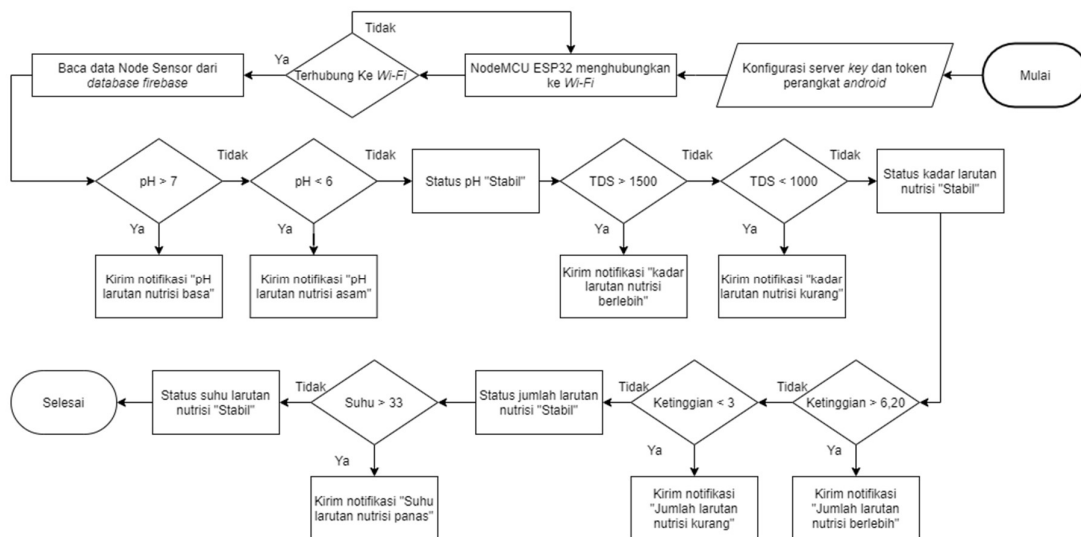 Mulai
Konfigurasi server key dan token
perangkat android
NodeMCU ESP32 menghubungkan
ke Wi-Fi
Terhubung Ke Wi-Fi
Tidak
Ya
Baca data Node Sensor dari
database firebase
pH > 7
Tidak
Ya
Kirim notifikasi "pH
larutan nutrisi basa"
pH < 6
Tidak
Ya
Kirim notifikasi "pH
larutan nutrisi asam"
Status pH "Stabil"
TDS > 1500
Tidak
Ya
Kirim notifikasi "kadar
larutan nutrisi
berlebih"
TDS < 1000
Tidak
Ya
Kirim notifikasi "kadar
larutan nutrisi kurang"
Status kadar larutan
nutrisi "Stabil"
Ketinggian > 6,20
Tidak
Ya
Kirim notifikasi
"Jumlah larutan
nutrisi berlebih"
Ketinggian < 3
Tidak
Ya
Kirim notifikasi
"Jumlah larutan
nutrisi kurang"
Status jumlah larutan
nutrisi "Stabil"
Suhu > 33
Tidak
Ya
Kirim notifikasi "Suhu
larutan nutrisi panas"
Status suhu larutan
nutrisi "Stabil"
Selesai